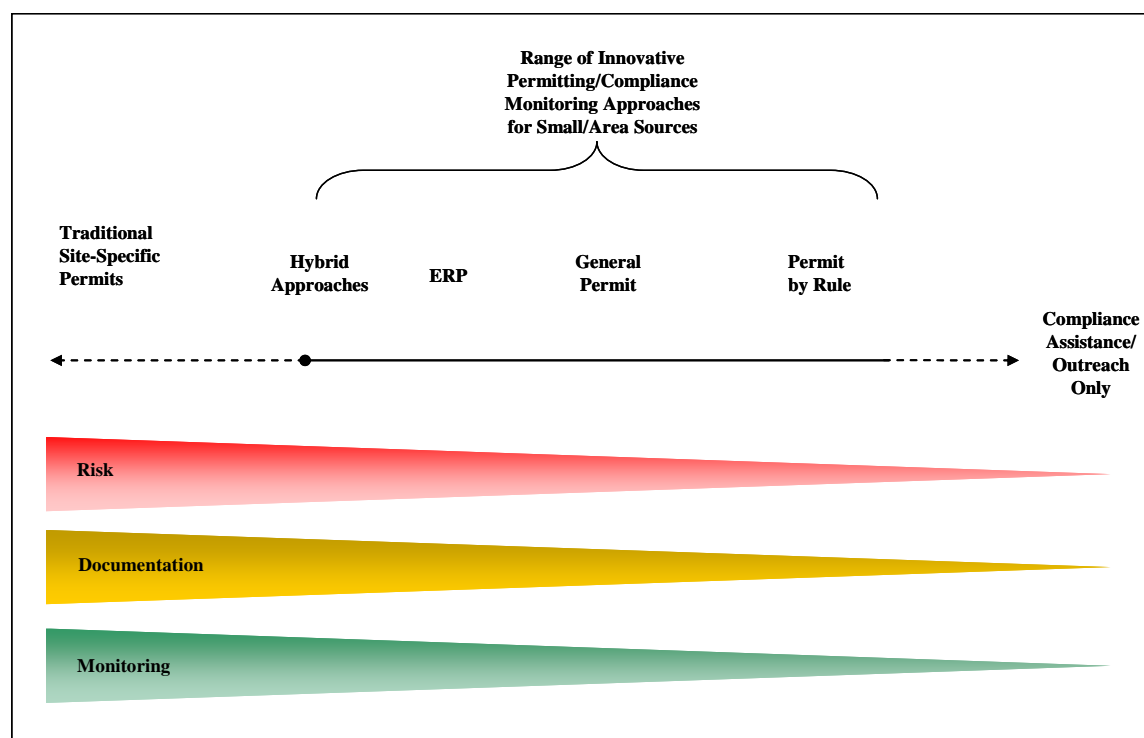 Range of Innovative
Permitting/Compliance
Monitoring Approaches
for Small/Area Sources
Traditional
Site-Specific
Permits
Hybrid
Approaches
ERP
General
Permit
Permit
by Rule
Compliance
Assistance/
Outreach
Only
Risk
Documentation
Monitoring